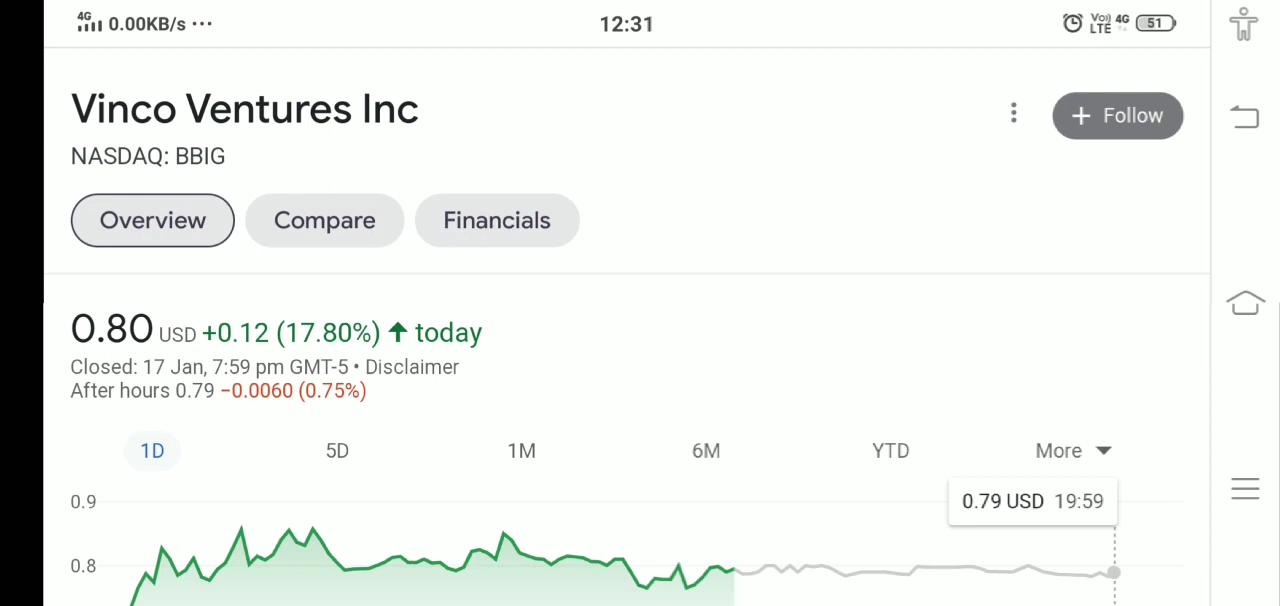 4G 0.00KB/s ··· 12:31 Vo) LTE 4G 51
Vinco Ventures Inc
+ Follow
NASDAQ: BBIG
Overview Compare Financials
0.80 USD +0.12 (17.80%) ↑ today
Closed: 17 Jan, 7:59 pm GMT-5 • Disclaimer
After hours 0.79 −0.0060 (0.75%)
1D 5D 1M 6M YTD More
0.79 USD 19:59
0.9
0.8